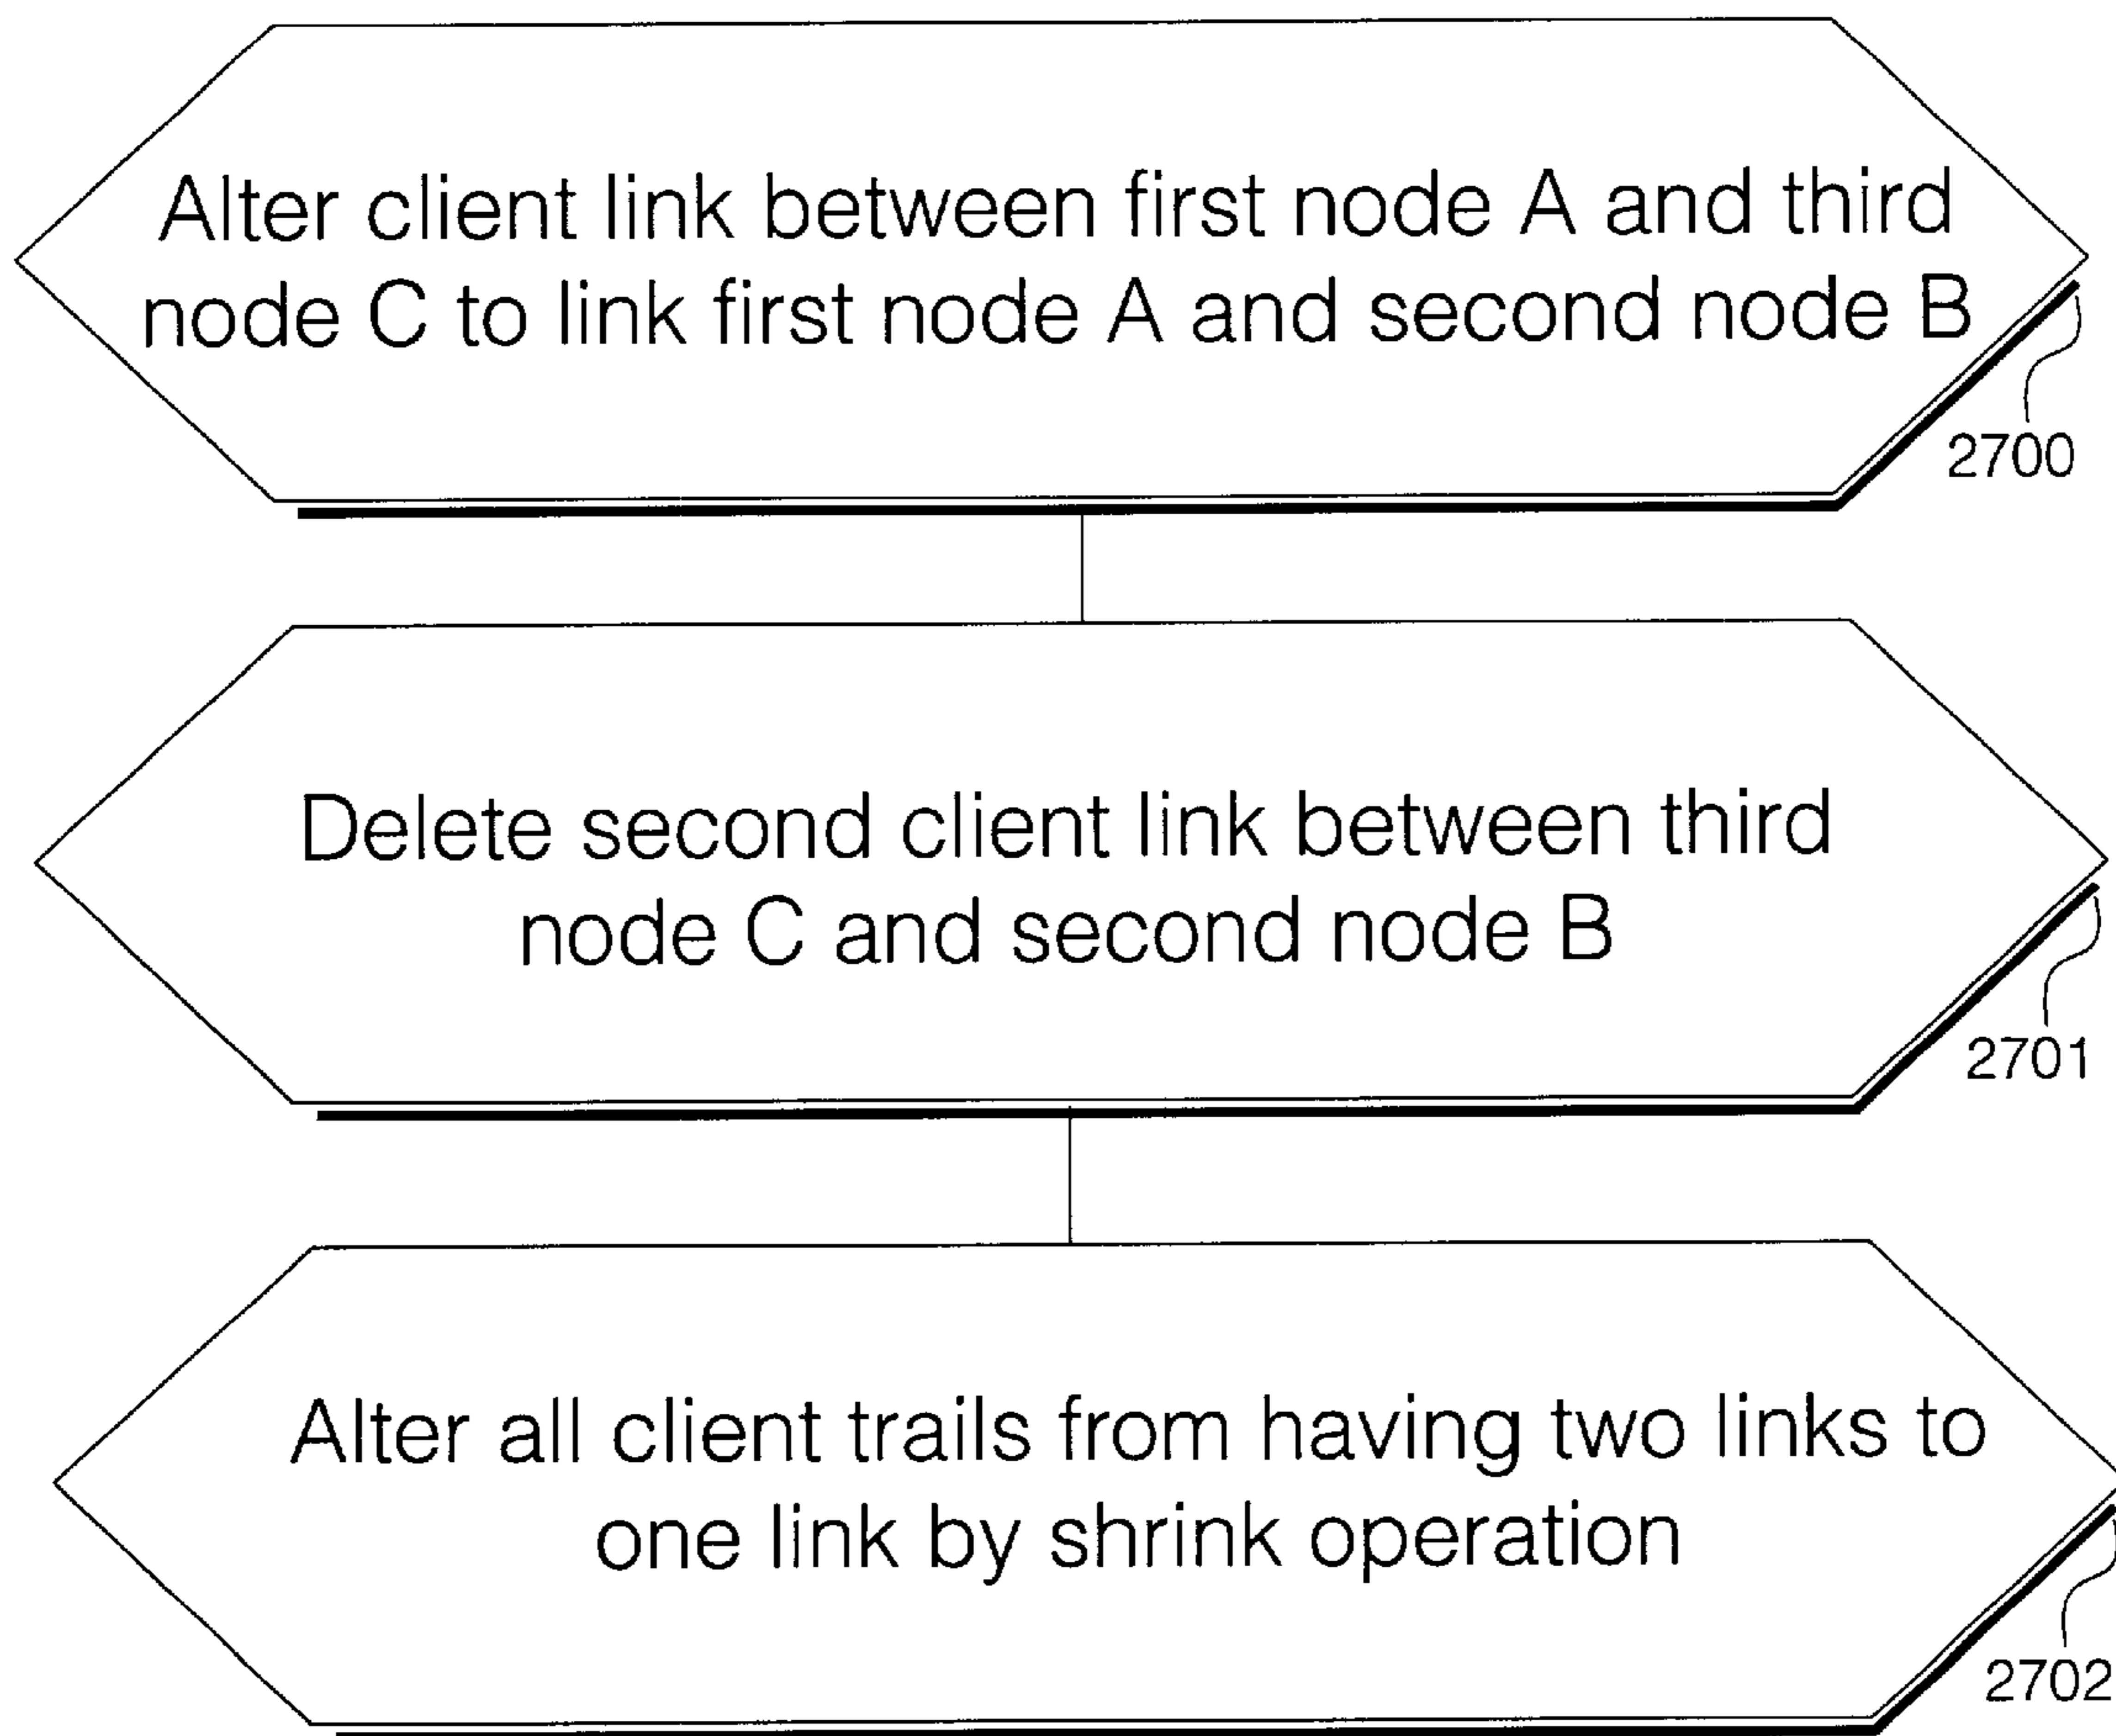 Alter client link between first node A and third
node C to link first node A and second node B
2700
Delete second client link between third
node C and second node B
2701
Alter all client trails from having two links to
one link by shrink operation
2702